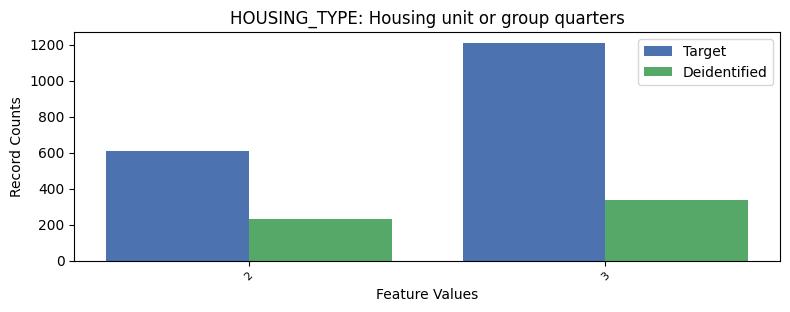 HOUSING_TYPE: Housing unit or group quarters
Record Counts
1200
1000
800
600
400
200
0
Target
Deidentified
2
3
Feature Values